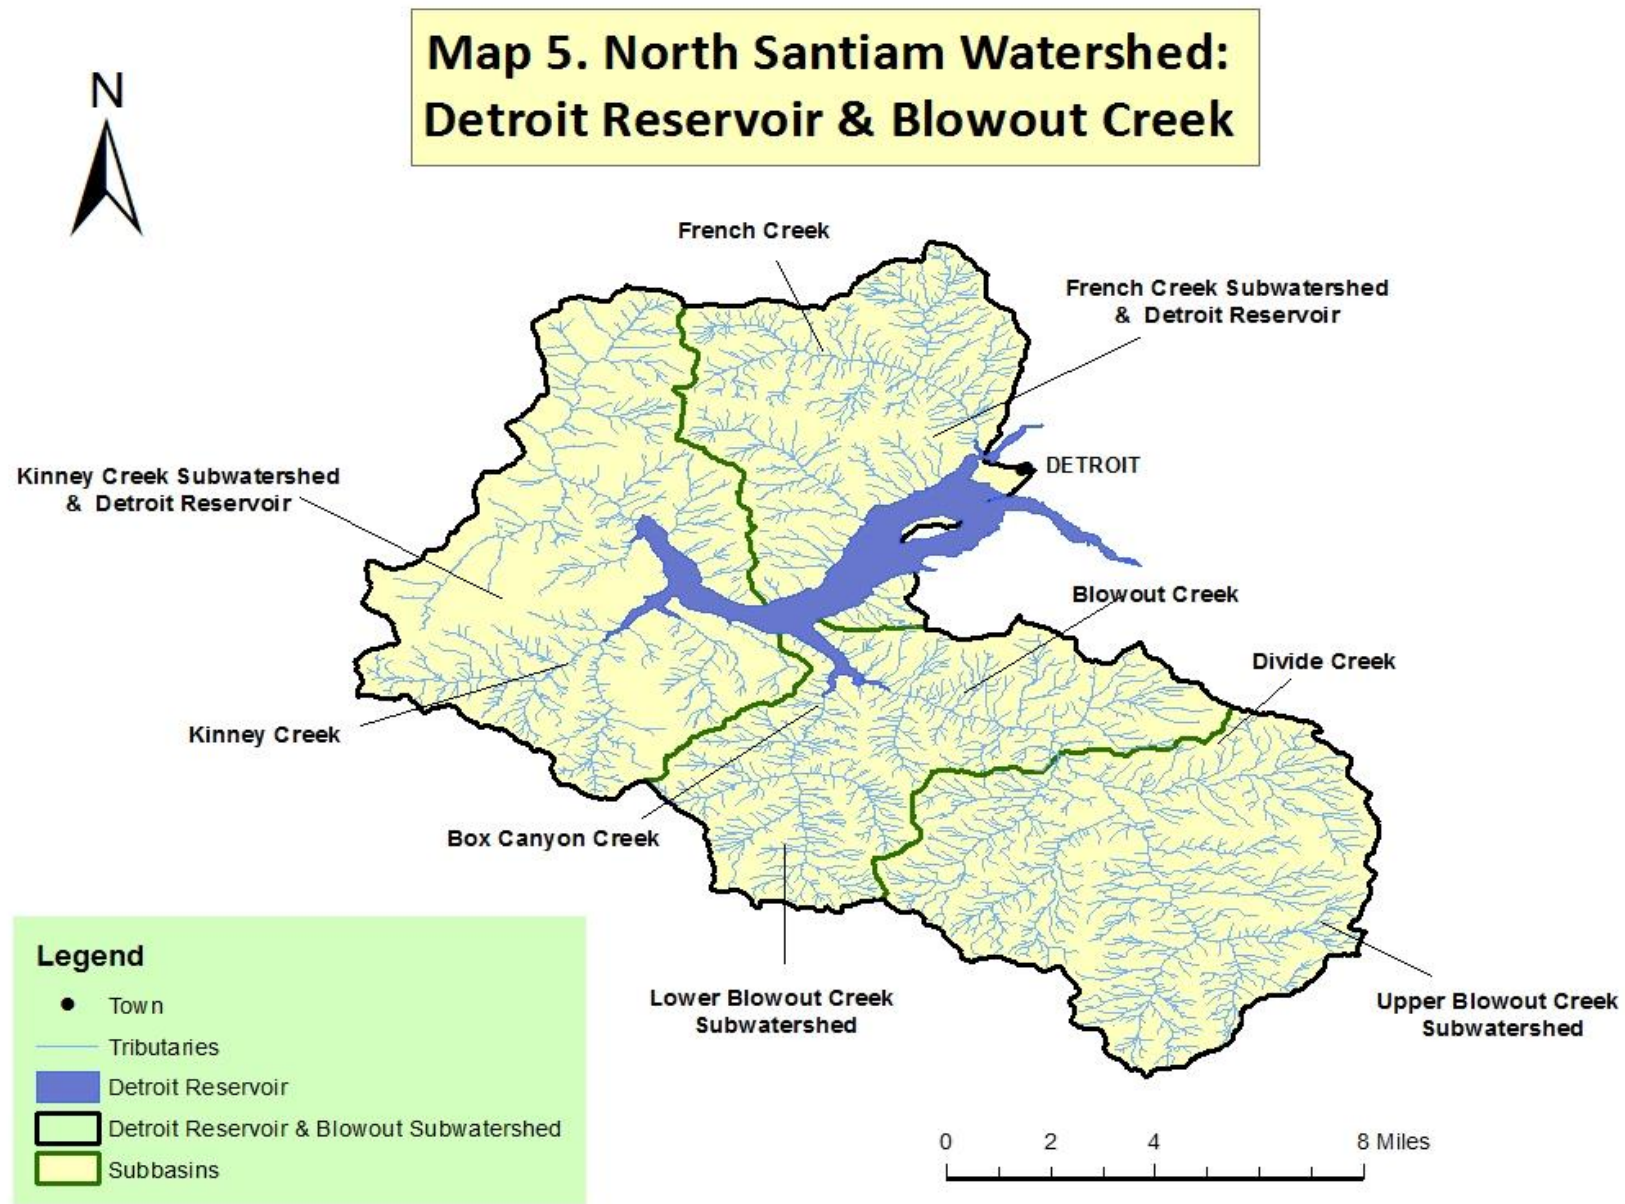 Map 5. North Santiam Watershed:
Detroit Reservoir & Blowout Creek
N
French Creek
French Creek Subwatershed
& Detroit Reservoir
Kinney Creek Subwatershed
& Detroit Reservoir
DETROIT
Blowout Creek
Divide Creek
Kinney Creek
Box Canyon Creek
Lower Blowout Creek
Subwatershed
Upper Blowout Creek
Subwatershed
Legend
Town
Tributaries
Detroit Reservoir
Detroit Reservoir & Blowout Subwatershed
Subbasins
0 2 4 8 Miles